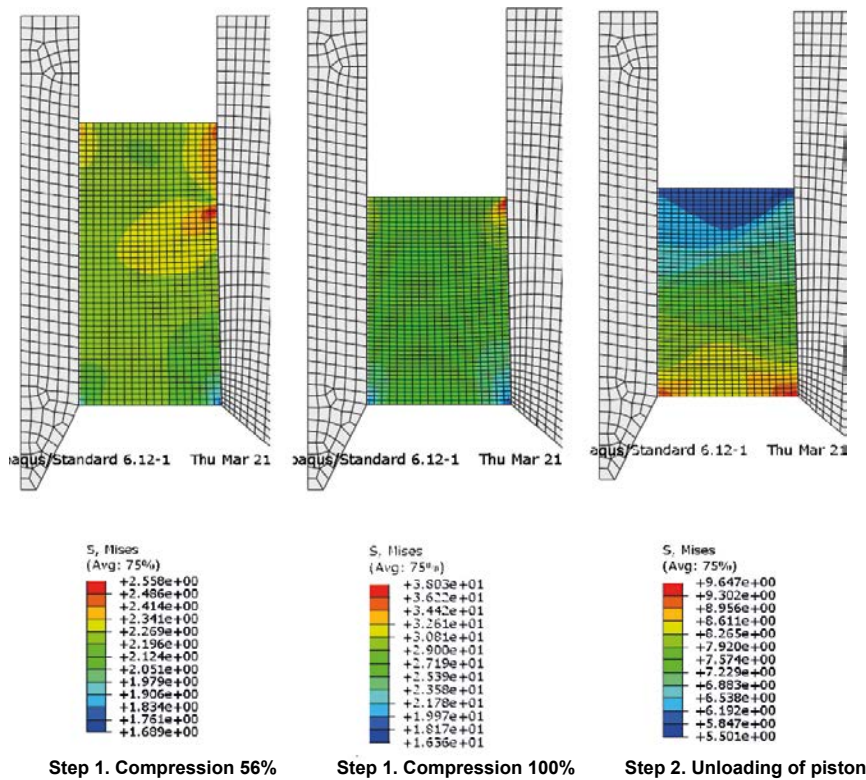 aqus/Standard 6.12-1 Thu Mar 21
aqus/Standard 6.12-1 Thu Mar 21
aqus/Standard 6.12-1 Thu Mar 21
S, Mises
(Avg: 75%)
+2.558e+00
+2.486e+00
+2.414e+00
+2.341e+00
+2.269e+00
+2.196e+00
+2.124e+00
+2.051e+00
+1.979e+00
+1.906e+00
+1.834e+00
+1.761e+00
+1.689e+00
S, Mises
(Avg: 75%)
+3.803e+01
+3.622e+01
+3.442e+01
+3.261e+01
+3.081e+01
+2.900e+01
+2.719e+01
+2.539e+01
+2.358e+01
+2.178e+01
+1.997e+01
+1.817e+01
+1.636e+01
S, Mises
(Avg: 75%)
+9.647e+00
+9.302e+00
+8.956e+00
+8.611e+00
+8.265e+00
+7.920e+00
+7.574e+00
+7.229e+00
+6.883e+00
+6.538e+00
+6.192e+00
+5.847e+00
+5.501e+00
Step 1. Compression 56%
Step 1. Compression 100%
Step 2. Unloading of piston